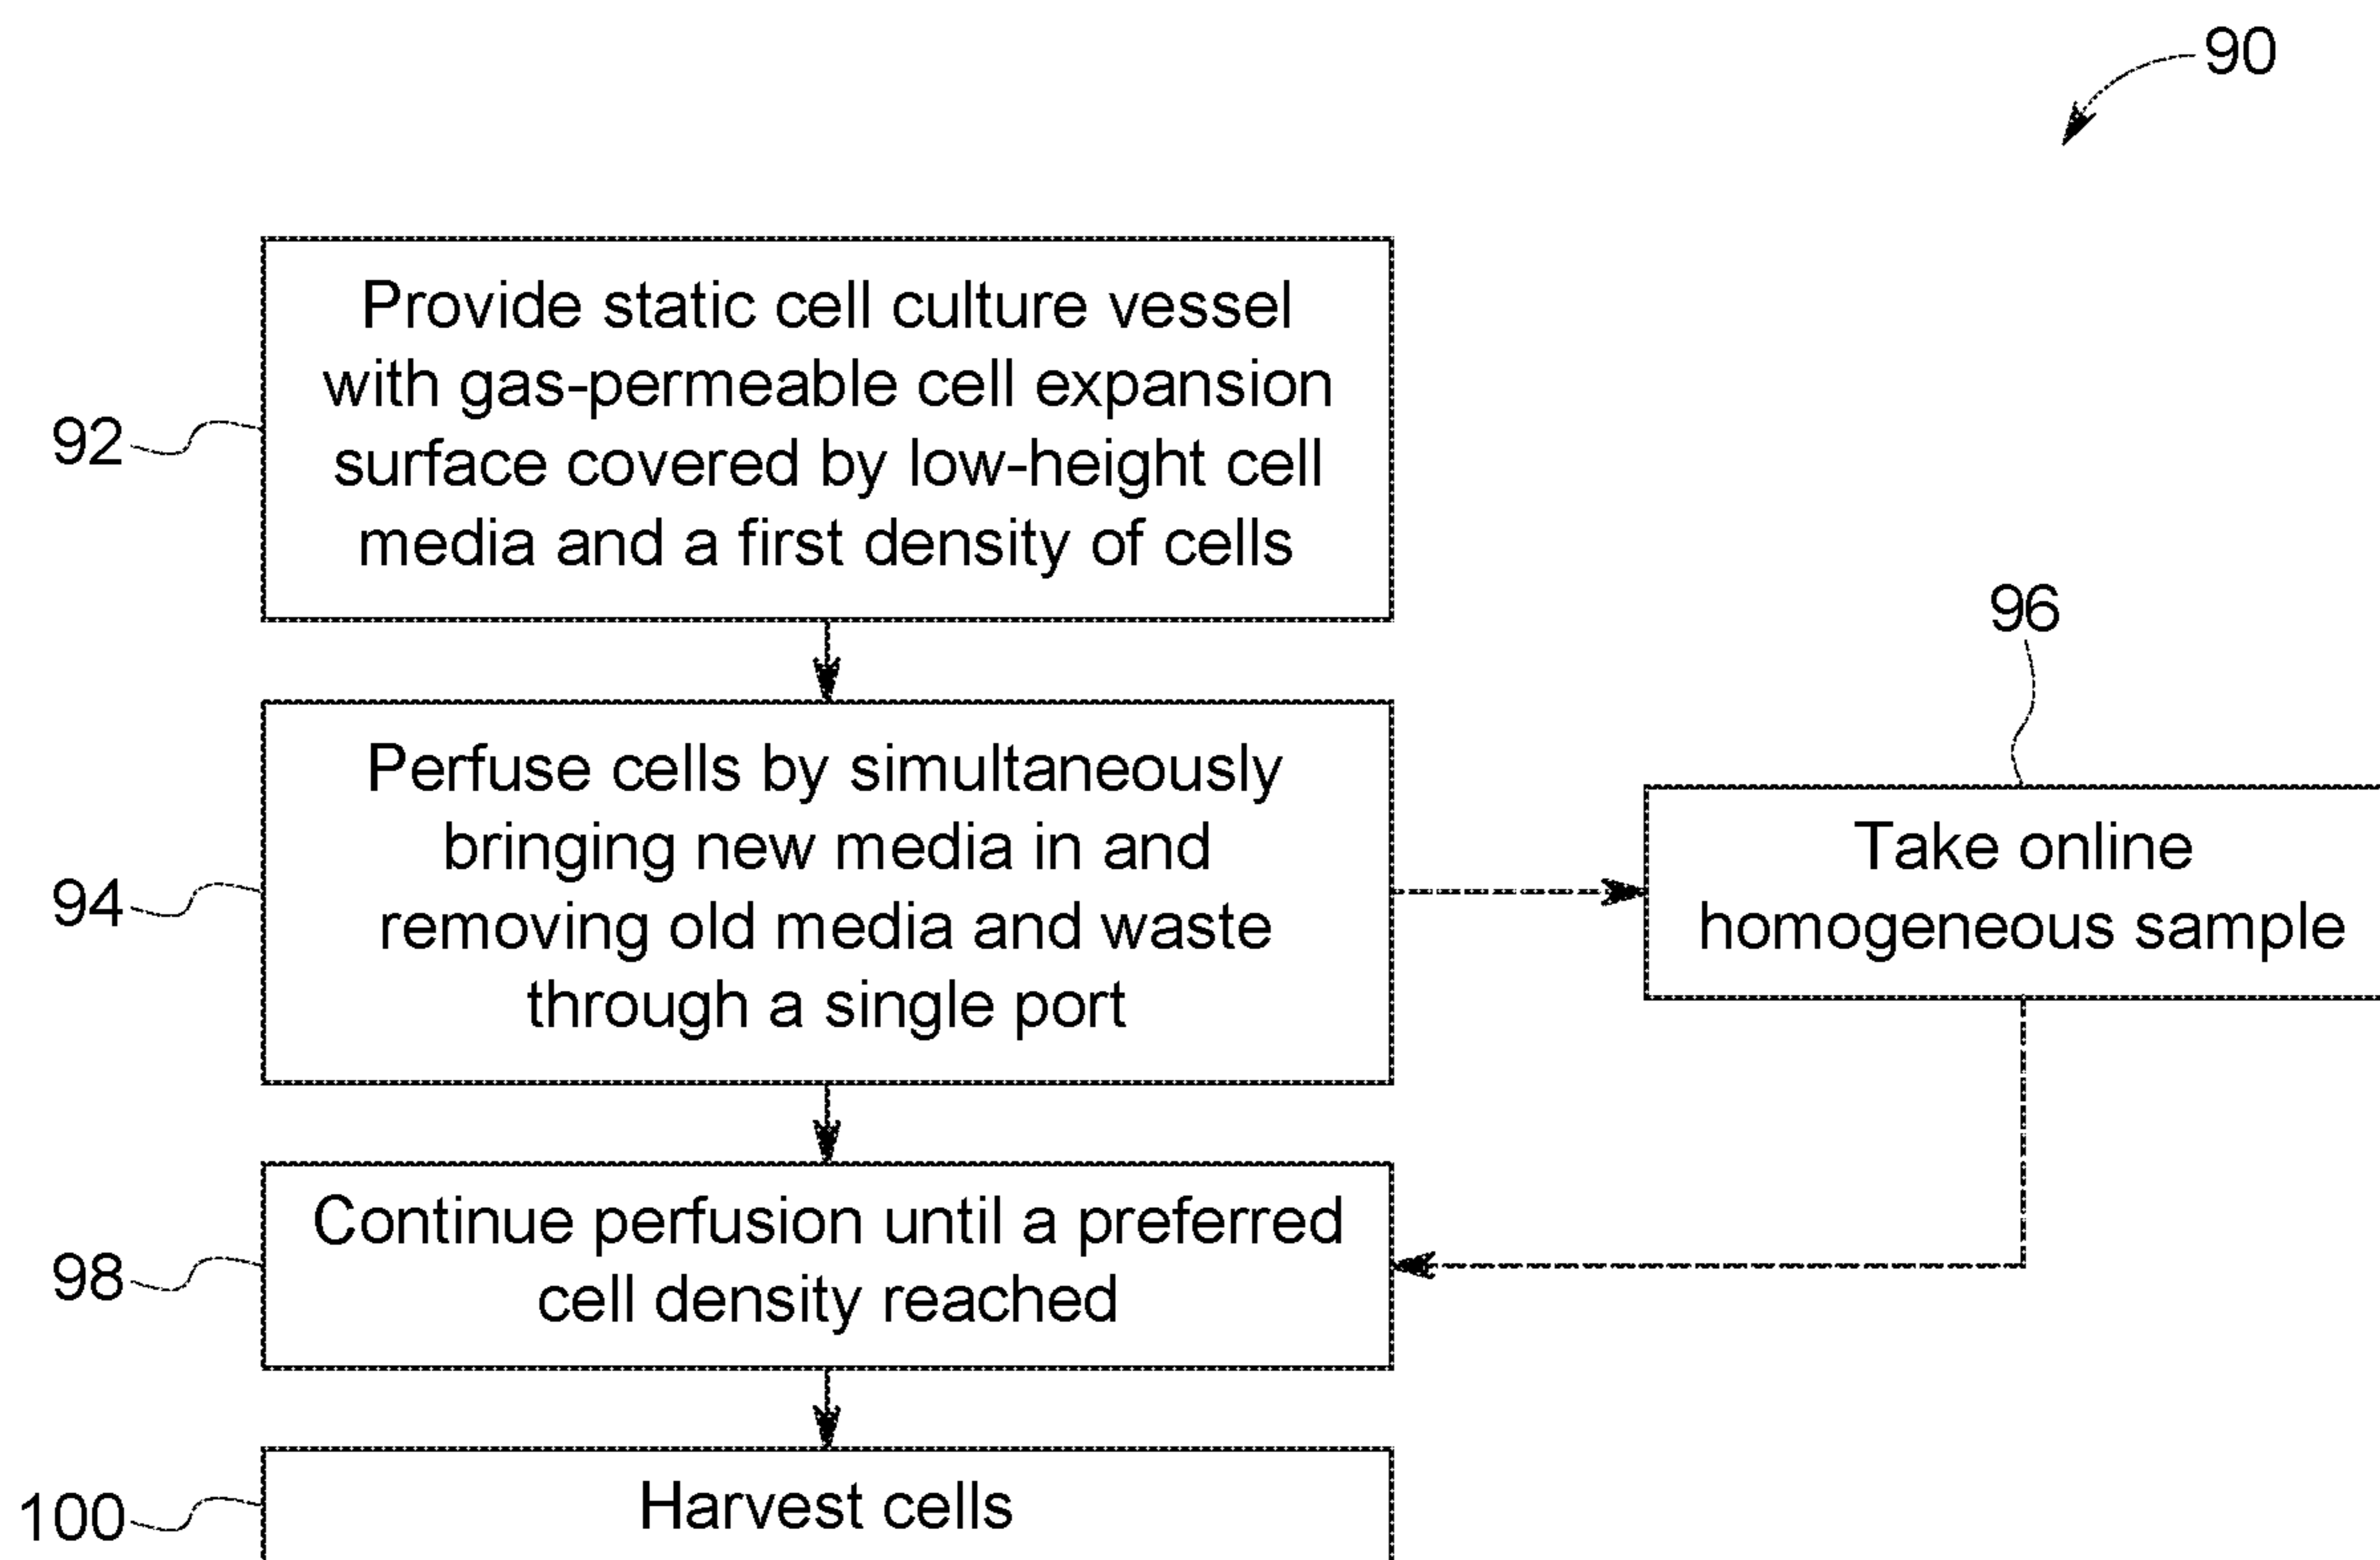 90
Provide static cell culture vessel
with gas-permeable cell expansion
surface covered by low-height cell
media and a first density of cells
92
96
Perfuse cells by simultaneously
bringing new media in and
removing old media and waste
through a single port
94
Take online
homogeneous sample
Continue perfusion until a preferred
cell density reached
98
Harvest cells
100